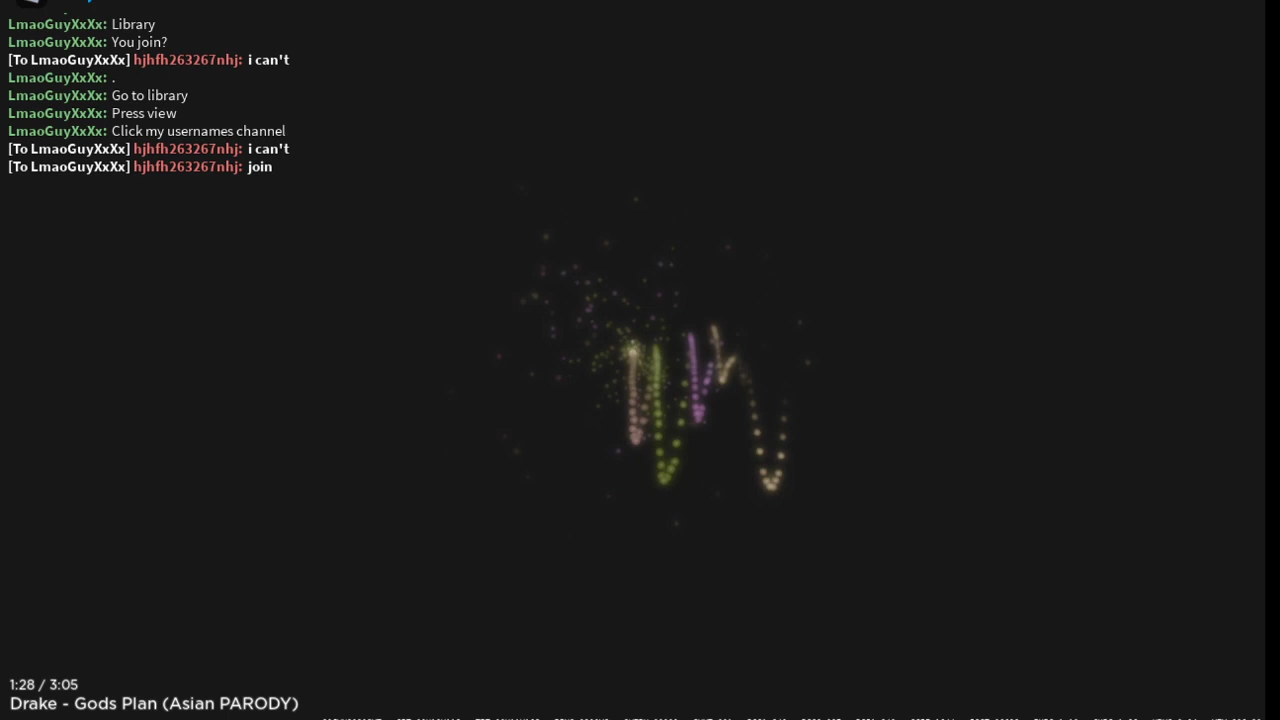 LmaoGuyXxXx: Library
LmaoGuyXxXx: You join?
[To LmaoGuyXxXx] hjhfh263267nhj: i can't
LmaoGuyXxXx: .
LmaoGuyXxXx: Go to library
LmaoGuyXxXx: Press view
LmaoGuyXxXx: Click my usernames channel
[To LmaoGuyXxXx] hjhfh263267nhj: i can't
[To LmaoGuyXxXx] hjhfh263267nhj: join
1:28 / 3:05
Drake - Gods Plan (Asian PARODY)